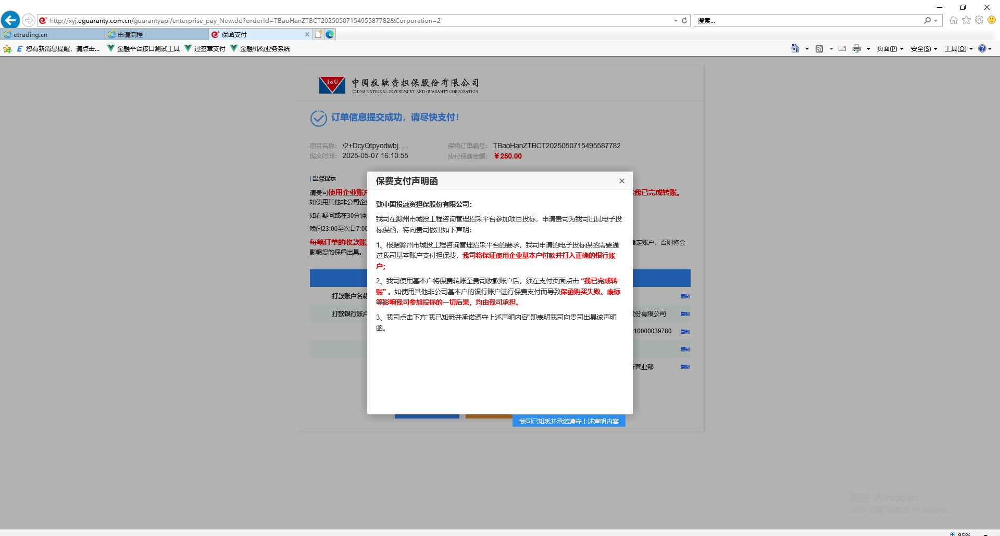 http://xyj.eguaranty.com.cn/guarantyapi/enterprise_pay_New.do?orderId=TBaoHanZTBCT2025050715495587782&Corporation=2
搜索...
etrading.cn
申请流程
保函支付
您有新消息提醒，请点击...
金融平台接口测试工具
过签章支付
金融机构业务系统
页面(P)
安全(S)
工具(O)
I&G
中国投融资担保股份有限公司
CHINA NATIONAL INVESTMENT AND GUARANTY CORPORATION
订单信息提交成功，请尽快支付！
项目名称： /2+DcyQtpyodwbj. . .
保函订单编号： TBaoHanZTBCT2025050715495587782
提交时间： 2025-05-07 16:10:55
应付保费金额： ￥250.00
温馨提示
请贵司使用企业账户
我已完成转账。
如使用其他非公司企业
如有疑问或在30分钟
晚间23:00至次日7:00
每笔订单的收款账
指定账户，否则将会
影响您的保函出具。
打款账户名称
复制
打款银行账户
份有限公司
复制
10000039780
复制
复制
营业部
复制
保费支付声明函
致中国投融资担保股份有限公司：
我司在滁州市城投工程咨询管理招采平台参加项目投标，申请贵司为我司出具电子投
标保函，特向贵司做出如下声明：
1、根据滁州市城投工程咨询管理招采平台的要求，我司申请的电子投标保函需要通
过我司基本账户支付担保费，我司将保证使用企业基本户付款并打入正确的银行账
户；
2、我司使用基本户将保费转账至贵司收款账户后，须在支付页面点击 “我已完成转
账” 。如使用其他非公司基本户的银行账户进行保费支付而导致保函购买失败、废标
等影响我司参加投标的一切后果，均由我司承担。
3、我司点击下方“我已知悉并承诺遵守上述声明内容”即表明我司向贵司出具该声明
函。
我司已知悉并承诺遵守上述声明内容
激活 Windows
转到“设置”以激活 Windows。
85%